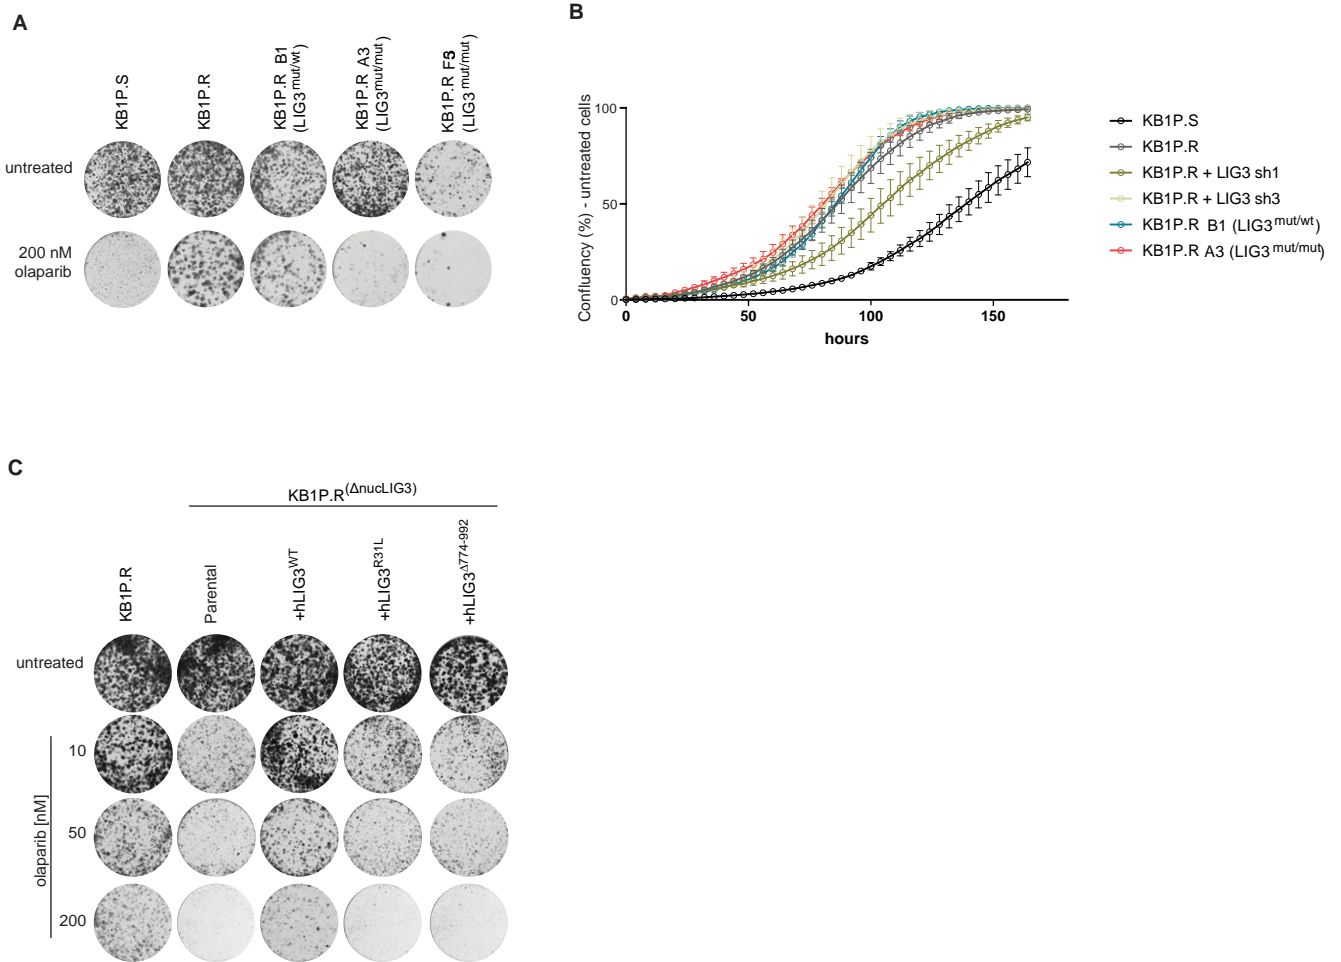 A
KB1P.S
KB1P.R
KB1P.R B1
(LIG3mut/wt)
KB1P.R A3
(LIG3mut/mut)
KB1P.R F3
(LIG3mut/mut)
untreated
200 nM
olaparib
B
Confluency (%) - untreated cells
100
50
0
0
50
100
150
hours
KB1P.S
KB1P.R
KB1P.R + LIG3 sh1
KB1P.R + LIG3 sh3
KB1P.R B1 (LIG3mut/wt)
KB1P.R A3 (LIG3mut/mut)
C
KB1P.R(ΔnucLIG3)
KB1P.R
Parental
+hLIG3WT
+hLIG3R31L
+hLIG3Δ774-992
untreated
olaparib [nM]
10
50
200